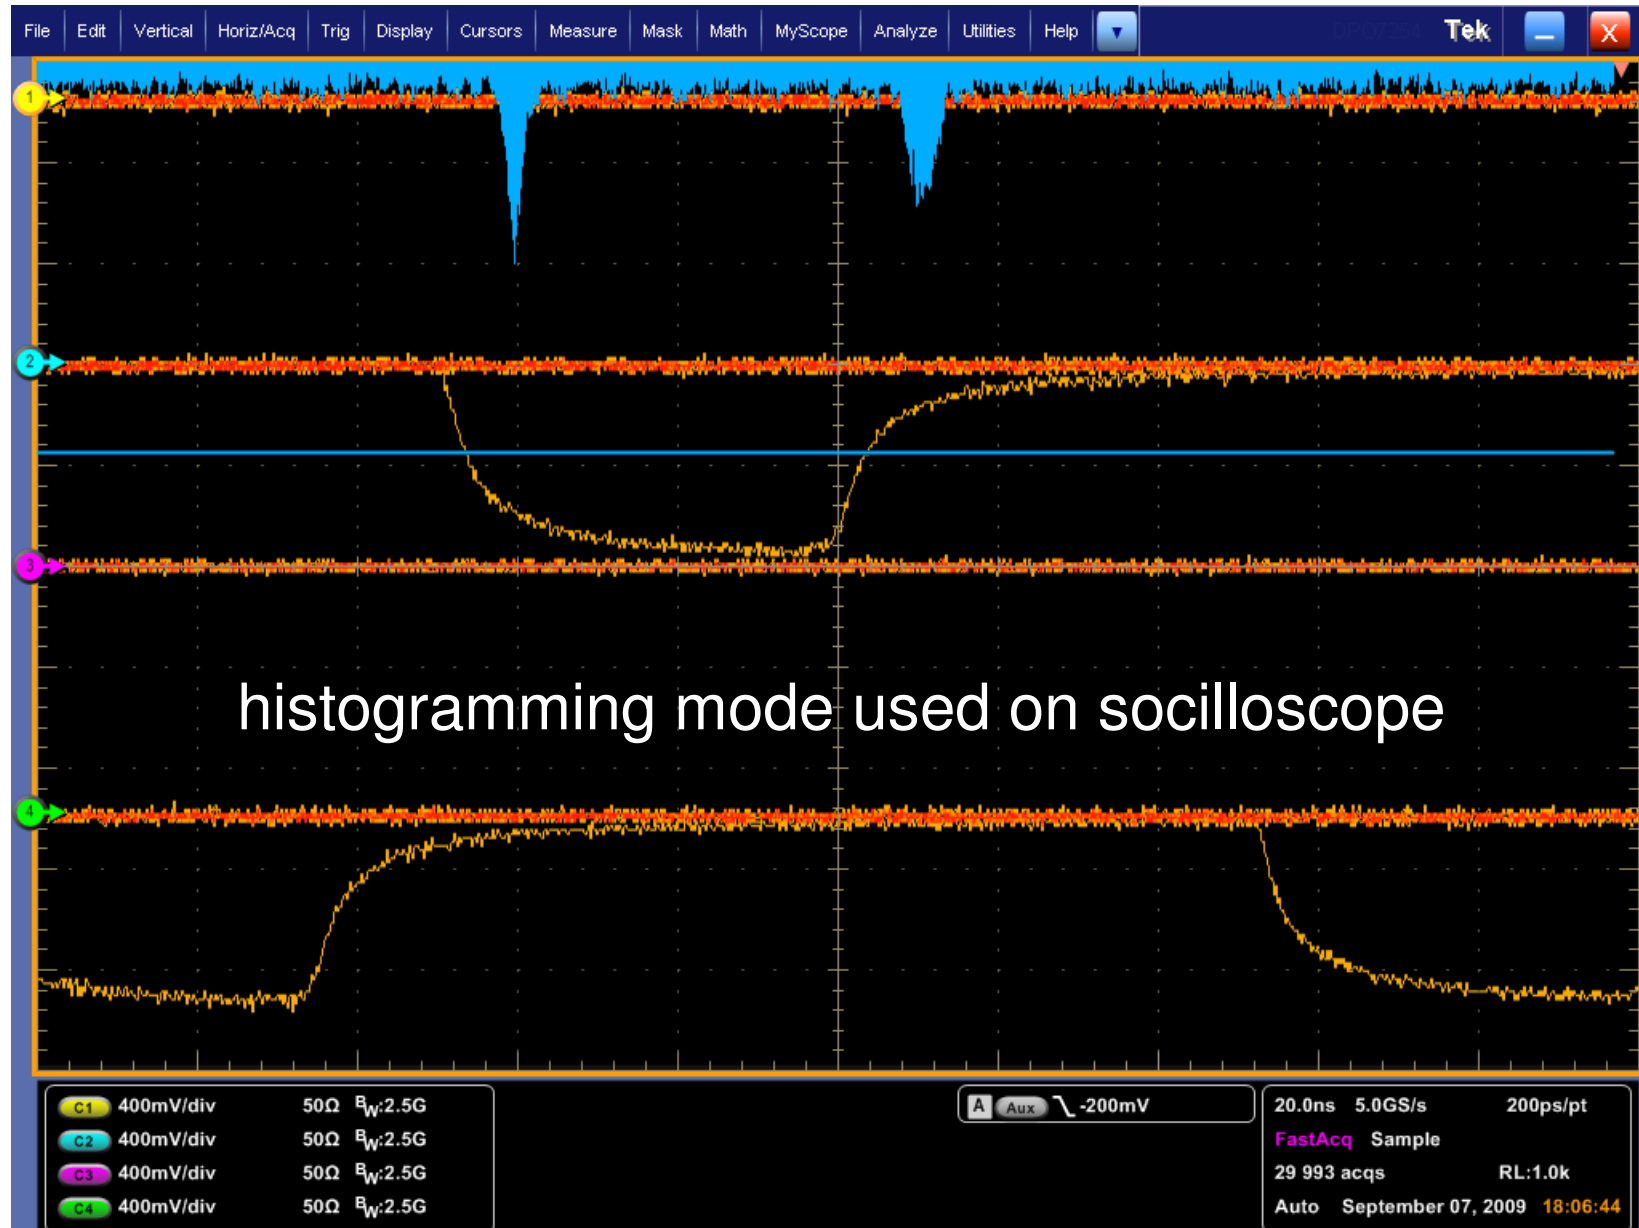 File Edit Vertical Horiz/Acq Trig Display Cursors Measure Mask Math MyScope Analyze Utilities Help Tek X
1
2
3
histogramming mode used on socilloscope
4
C1 400mV/div 50Ω BW:2.5G
C2 400mV/div 50Ω BW:2.5G
C3 400mV/div 50Ω BW:2.5G
C4 400mV/div 50Ω BW:2.5G
A Aux -200mV
20.0ns 5.0GS/s 200ps/pt
FastAcq Sample
29 993 acqs RL:1.0k
Auto September 07, 2009 18:06:44